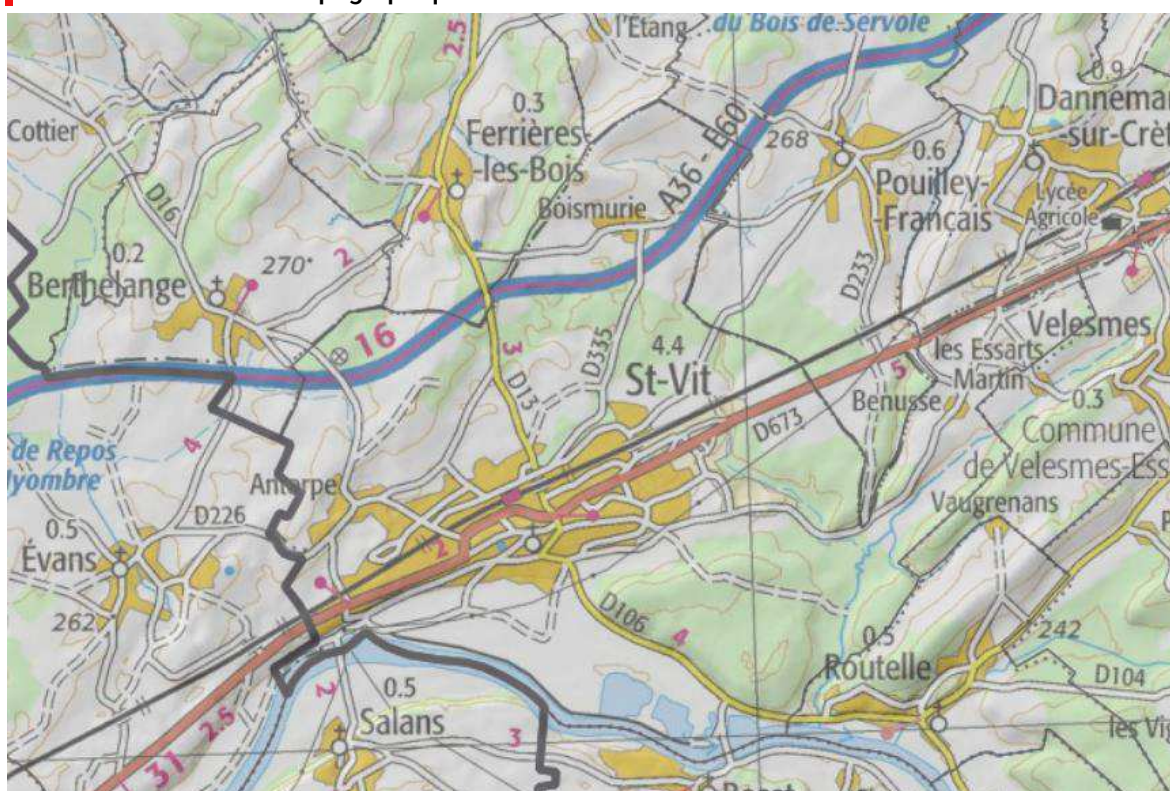 l'Etang
du Bois de Servole
2.5
0.3
Ferrières-
-les-Bois
Cottier
D16
A36 - E60
268
0.9
-sur-
0.6
Pouilley-
-Français
Lycée
Agricole
Boismurie
0.2
Berthelange
270
2
16
3
D13
D335
D233
4.4
St-Vit
5
Velesmes
les Essarts
Martin
Benusse
0.3
Commune
de Velesmes-Ess
D673
4
de Repos
Antorpe
Vaugrenans
D226
0.5
Évans
2
262
D106
4
0.5
Routelle
242
D104
2
0.5
Salans
3
2.5
31
les